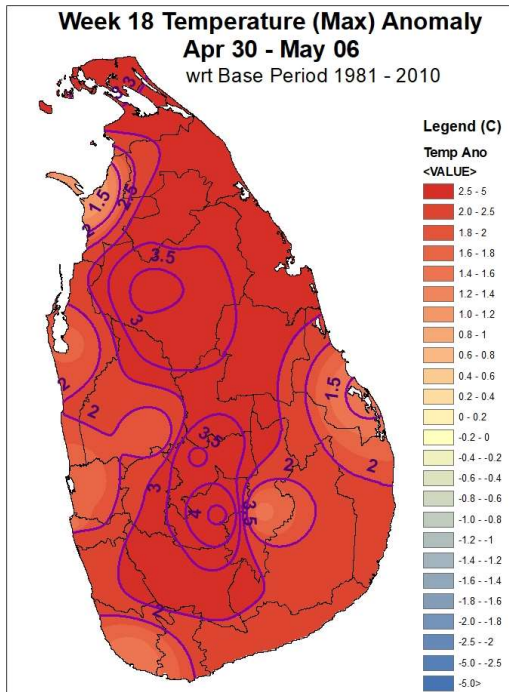 Week 18 Temperature (Max) Anomaly
Apr 30 - May 06
wrt Base Period 1981 - 2010
Legend (C)
Temp Ano
<VALUE>
2.5 - 5
2.0 - 2.5
1.8 - 2
1.6 - 1.8
1.4 - 1.6
1.2 - 1.4
1.0 - 1.2
0.8 - 1
0.6 - 0.8
0.4 - 0.6
0.2 - 0.4
0 - 0.2
-0.2 - 0
-0.4 - -0.2
-0.6 - -0.4
-0.8 - -0.6
-1.0 - -0.8
-1.2 - -1
-1.4 - -1.2
-1.6 - -1.4
-1.8 - -1.6
-2.0 - -1.8
-2.5 - -2
-5.0 - -2.5
-5.0>
3
1.5
2.5
2
3.5
3
2
1.5
2
3.5
2
2
3
4
3.5
2